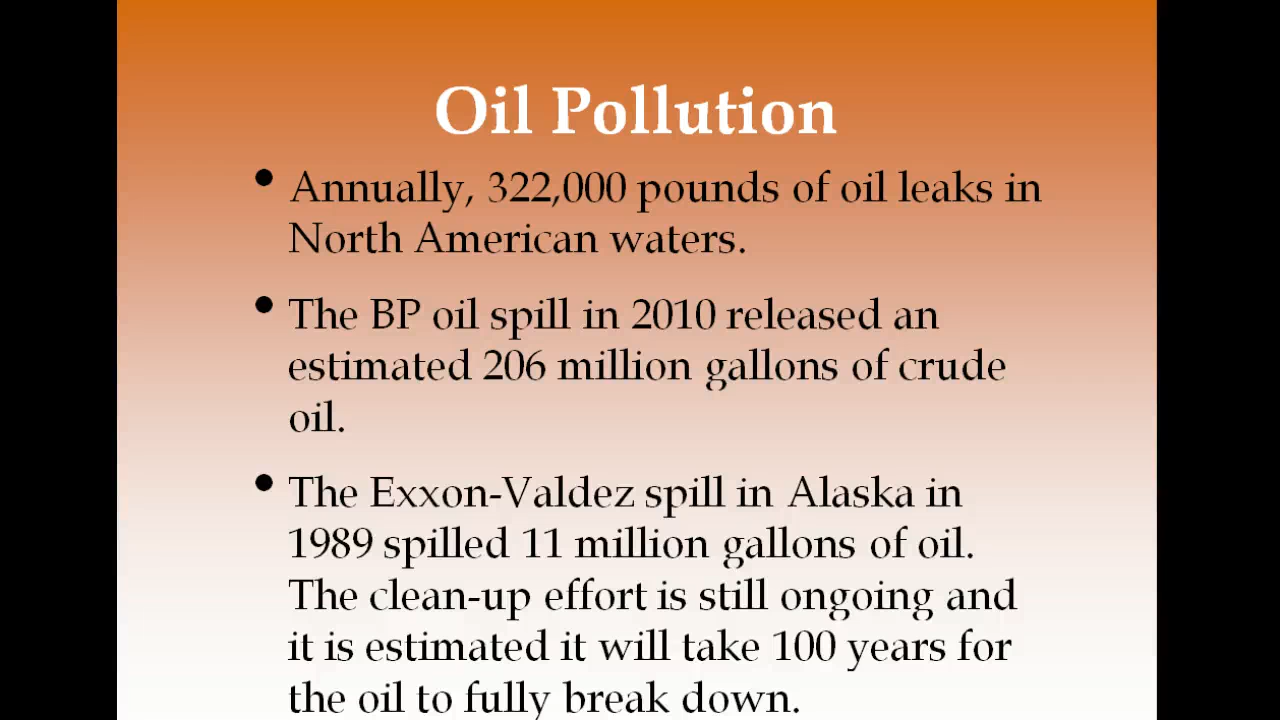 Oil Pollution
• Annually, 322,000 pounds of oil leaks in
North American waters.
• The BP oil spill in 2010 released an
estimated 206 million gallons of crude
oil.
• The Exxon-Valdez spill in Alaska in
1989 spilled 11 million gallons of oil.
The clean-up effort is still ongoing and
it is estimated it will take 100 years for
the oil to fully break down.